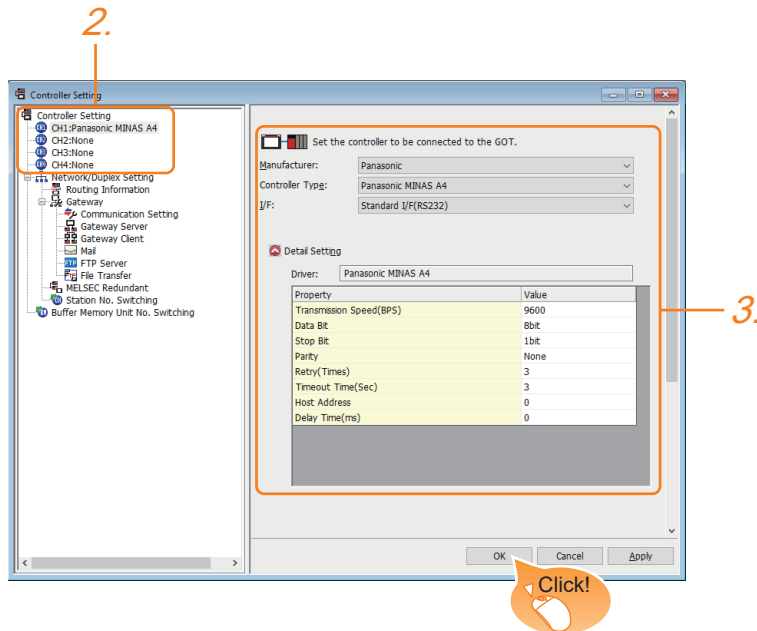 2.
Controller Setting
Controller Setting
CH1:Panasonic MINAS A4
CH2:None
CH3:None
CH4:None
Network/Duplex Setting
Routing Information
Gateway
Communication Setting
Gateway Server
Gateway Client
Mail
FTP FTP Server
File Transfer
MELSEC Redundant
Station No. Switching
Buffer Memory Unit No. Switching
Set the controller to be connected to the GOT.
Manufacturer: Panasonic
Controller Type: Panasonic MINAS A4
I/F: Standard I/F(RS232)
Detail Setting
Driver: Panasonic MINAS A4
Property Value
Transmission Speed(BPS) 9600
Data Bit 8bit
Stop Bit 1bit
Parity None
Retry(Times) 3
Timeout Time(Sec) 3
Host Address 0
Delay Time(ms) 0
3.
OK Cancel Apply
Click!